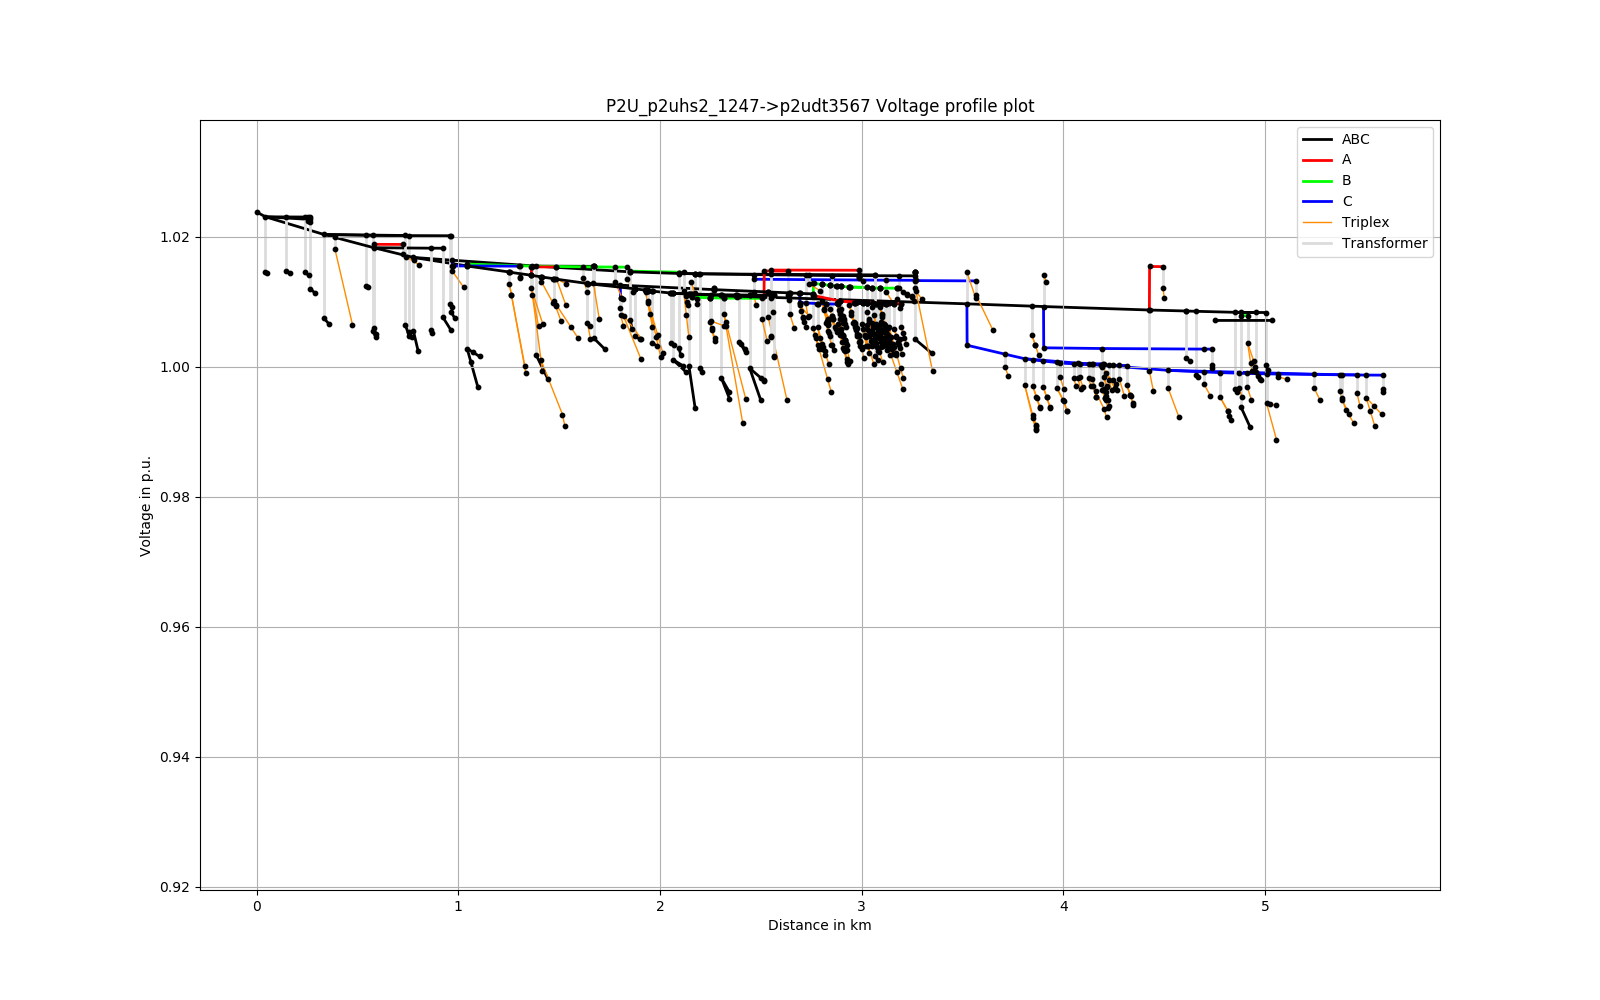 P2U_p2uhs2_1247->p2udt3567 Voltage profile plot
ABC
A
B
C
Triplex
Transformer
1.02
1.00
0.98
0.96
0.94
0.92
Voltage in p.u.
0 1 2 3 4 5
Distance in km